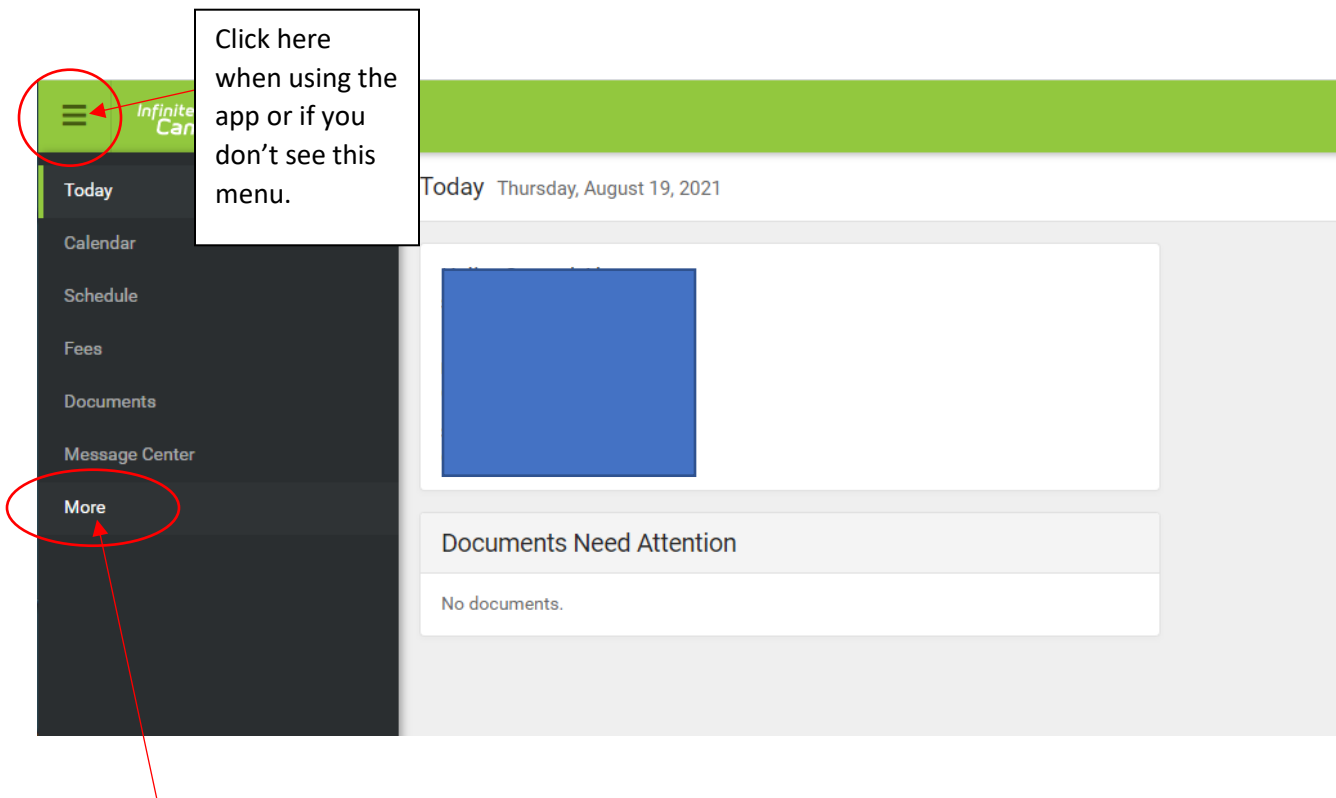 Click here
when using the
app or if you
don’t see this
menu.
Infinite
Today
Today Thursday, August 19, 2021
Calendar
Schedule
Fees
Documents
Message Center
More
Documents Need Attention
No documents.